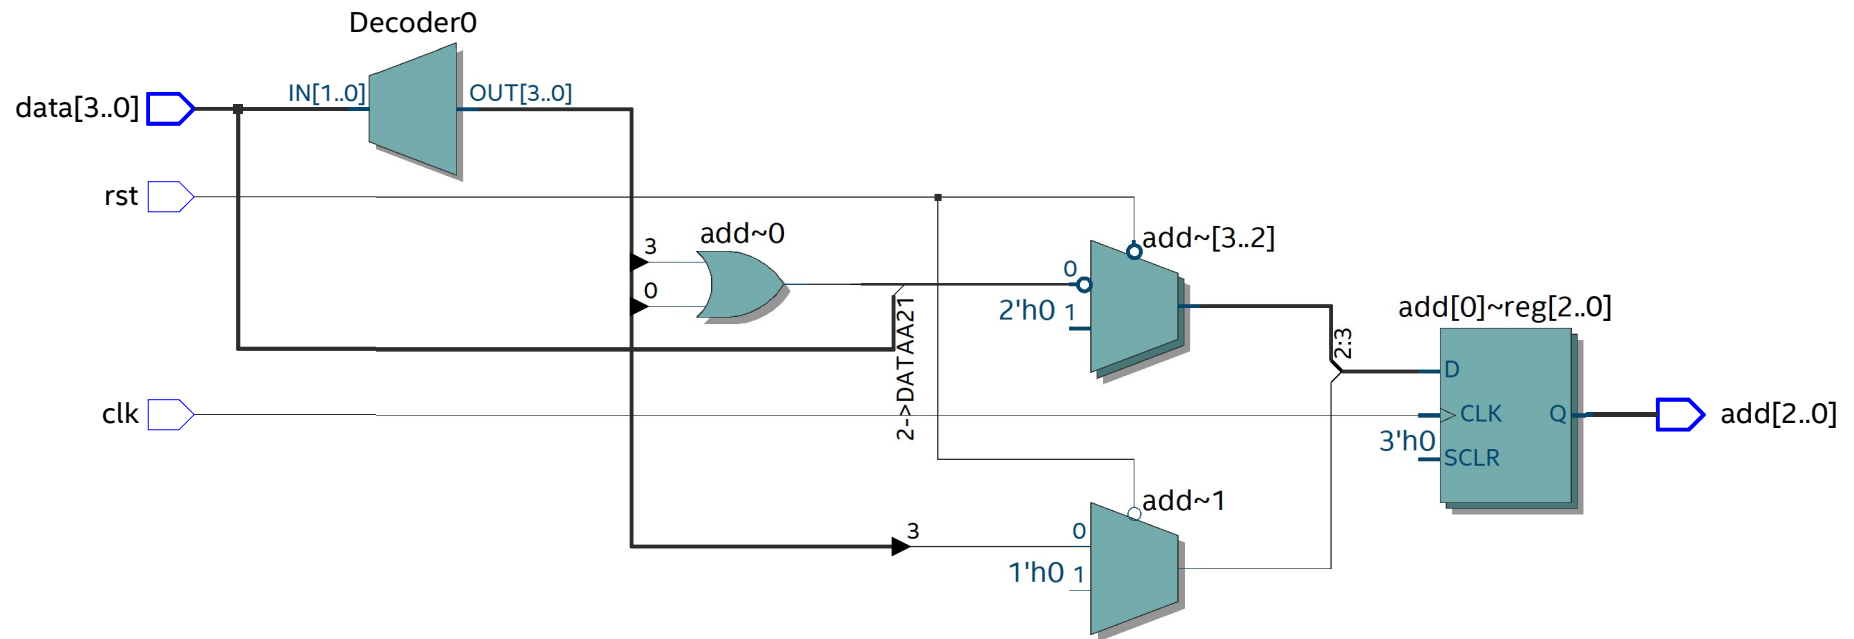 Decoder0
data[3..0]
IN[1..0]
OUT[3..0]
rst
add~0
3
0
add~[3..2]
0
2'h0 1
2->DATAA21
2:3
add[0]~reg[2..0]
D
clk
CLK
Q
add[2..0]
3'h0
SCLR
add~1
3
0
1'h0 1